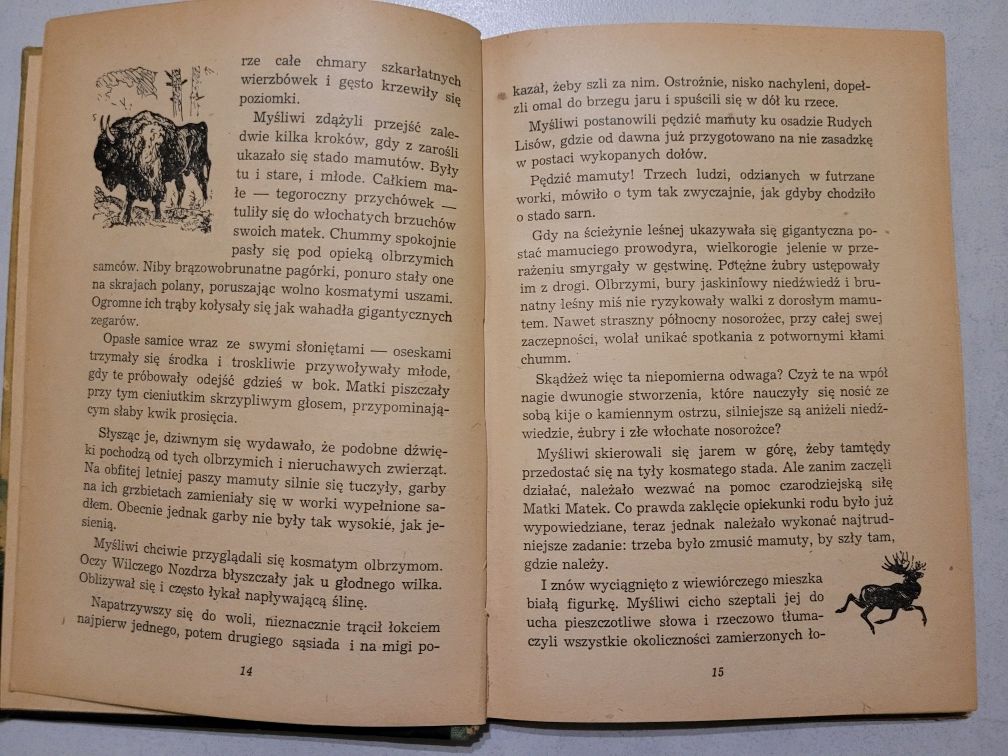 rze całe chmary szkarłatnych
wierzbówek i gęsto krzewiły się
poziomki.
Myśliwi zdążyli przejść zale-
dwie kilka kroków, gdy z zarośli
ukazało się stado mamutów. Były
tu i stare, i młode. Całkiem ma-
łe — tegoroczny przychówek —
tuliły się do włochatych brzuchów
swoich matek. Chummy spokojnie
pasły się pod opieką olbrzymich
samców. Niby brązowobrunatne pagórki, ponuro stały one
na skrajach polany, poruszając wolno kosmatymi uszami.
Ogromne ich trąby kołysały się jak wahadła gigantycznych
zegarów.
Opasłe samice wraz ze swymi słoniętami — oseskami
trzymały się środka i troskliwie przywoływały młode,
gdy te próbowały odejść gdzieś w bok. Matki piszczały
przy tym cieniutkim skrzypliwym głosem, przypominają-
cym słaby kwik prosięcia.
Słysząc je, dziwnym się wydawało, że podobne dźwię-
ki pochodzą od tych olbrzymich i nieruchawych zwierząt.
Na obfitej letniej paszy mamuty silnie się tuczyły, garby
na ich grzbietach zamieniały się w worki wypełnione sa-
dłem. Obecnie jednak garby nie były tak wysokie, jak je-
sienią.
Myśliwi chciwie przyglądali się kosmatym olbrzymom.
Oczy Wilczego Nozdrza błyszczały jak u głodnego wilka.
Oblizywał się i często łykał napływającą ślinę.
Napatrzywszy się do woli, nieznacznie trącił łokciem
najpierw jednego, potem drugiego sąsiada i na migi po-
14
kazał, żeby szli za nim. Ostrożnie, nisko nachyleni, dopeł-
zli omal do brzegu jaru i spuścili się w dół ku rzece.
Myśliwi postanowili pędzić mamuty ku osadzie Rudych
Lisów, gdzie od dawna już przygotowano na nie zasadzkę
w postaci wykopanych dołów.
Pędzić mamuty! Trzech ludzi, odzianych w futrzane
worki, mówiło o tym tak zwyczajnie, jak gdyby chodziło
o stado sarn.
Gdy na ścieżynie leśnej ukazywała się gigantyczna po-
stać mamuciego prowodyra, wielkorogie jelenie w prze-
rażeniu smyrgały w gęstwinę. Potężne żubry ustępowały
im z drogi. Olbrzymi, bury jaskiniowy niedźwiedź i bru-
natny leśny miś nie ryzykowały walki z dorosłym mamu-
tem. Nawet straszny północny nosorożec, przy całej swej
zaczepności, wolał unikać spotkania z potwornymi kłami
chumm.
Skądżeż więc ta niepomierna odwaga? Czyż te na wpół
nagie dwunogie stworzenia, które nauczyły się nosić ze
sobą kije o kamiennym ostrzu, silniejsze są aniżeli niedź-
wiedzie, żubry i złe włochate nosorożce?
Myśliwi skierowali się jarem w górę, żeby tamtędy
przedostać się na tyły kosmatego stada. Ale zanim zaczęli
działać, należało wezwać na pomoc czarodziejską siłę
Matki Matek. Co prawda zaklęcie opiekunki rodu było już
wypowiedziane, teraz jednak należało wykonać najtrud-
niejsze zadanie: trzeba było zmusić mamuty, by szły tam,
gdzie należy.
I znów wyciągnięto z wiewiórczego mieszka
białą figurkę. Myśliwi cicho szeptali jej do
ucha pieszczotliwe słowa i rzeczowo tłuma-
czyli wszystkie okoliczności zamierzonych ło-
15